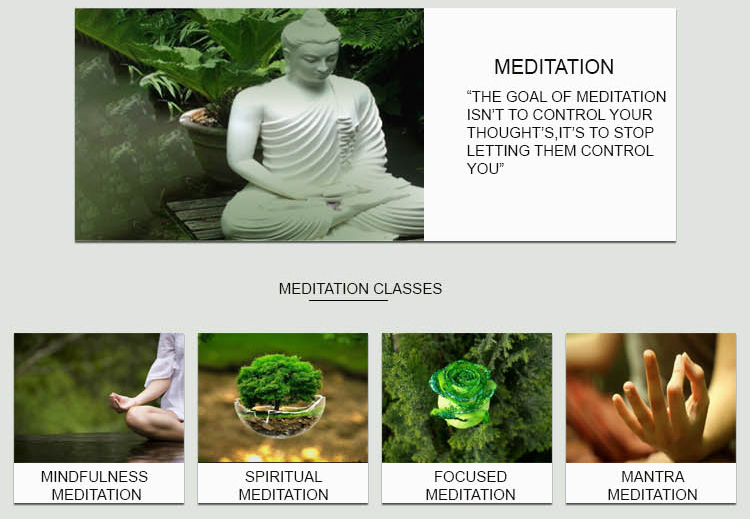 MEDITATION
“THE GOAL OF MEDITATION
ISN’T TO CONTROL YOUR
THOUGHT’S,IT’S TO STOP
LETTING THEM CONTROL
YOU”
MEDITATION CLASSES
MINDFULNESS
MEDITATION
SPIRITUAL
MEDITATION
FOCUSED
MEDITATION
MANTRA
MEDITATION